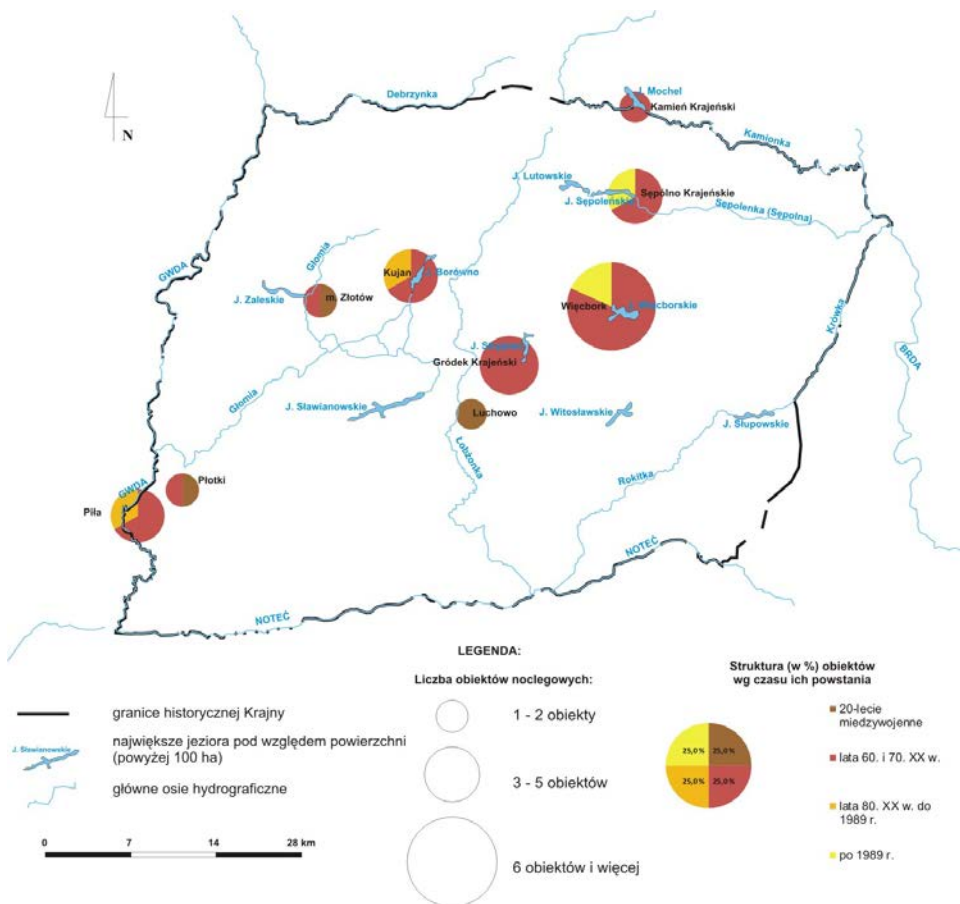 Debrzynka
J. Mochel
Kamień Krajeński
N
Kamionka
J. Lutowskie
Sępólno Krajeńskie
J. Sępoleńskie
Sępolenka (Sępolna)
Głomia
GWDA
Kujan
J. Borówno
J. Zaleskie
m. Złotów
Więcbork
J. Więcborskie
Krówka
BRDA
Gródek Krajeński
Głomia
J. Sławianowskie
Luchowo
J. Witosławskie
J. Słupowskie
Łobżonka
Rokitka
GWDA
Płotki
Piła
NOTEĆ
NOTEĆ
LEGENDA:
Liczba obiektów noclegowych:
Struktura (w %) obiektów
wg czasu ich powstania
granice historycznej Krajny
1 - 2 obiekty
20-lecie
miedzywojenne
J. Sławianowskie
największe jeziora pod względem powierzchni
(powyżej 100 ha)
25,0%
25,0%
lata 60. i 70. XX w.
główne osie hydrograficzne
3 - 5 obiektów
25,0%
25,0%
lata 80. XX w. do
1989 r.
0
7
14
28 km
6 obiektów i więcej
po 1989 r.